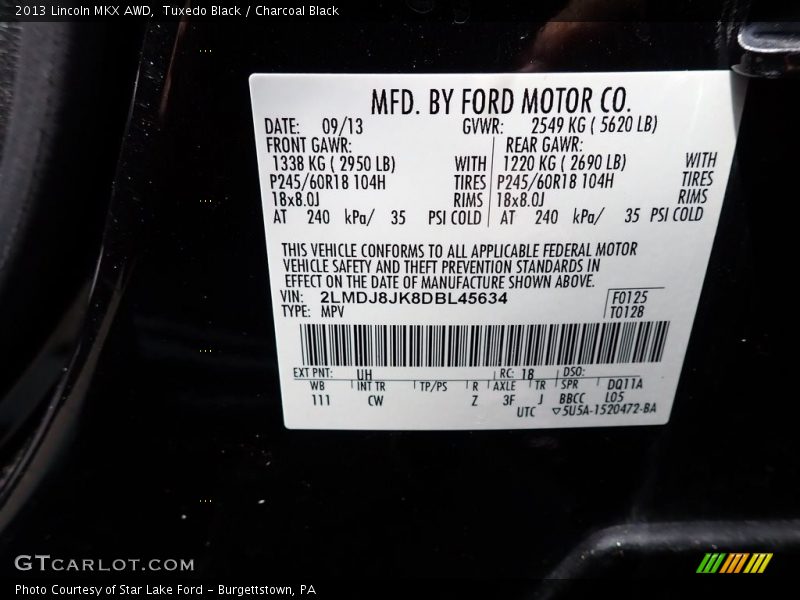 2013 Lincoln MKX AWD, Tuxedo Black / Charcoal Black
MFD. BY FORD MOTOR CO.
DATE: 09/13 GVWR: 2549 KG ( 5620 LB)
FRONT GAWR: REAR GAWR:
1338 KG ( 2950 LB) WITH 1220 KG ( 2690 LB) WITH
P245/60R18 104H TIRES P245/60R18 104H TIRES
18x8.0J RIMS 18x8.0J RIMS
AT 240 kPa/ 35 PSI COLD AT 240 kPa/ 35 PSI COLD
THIS VEHICLE CONFORMS TO ALL APPLICABLE FEDERAL MOTOR
VEHICLE SAFETY AND THEFT PREVENTION STANDARDS IN
EFFECT ON THE DATE OF MANUFACTURE SHOWN ABOVE.
VIN: 2LMDJ8JK8DBL45634 F0125
TYPE: MPV T0128
EXT PNT: UH RC: 18 DSO:
WB INT TR TP/PS R AXLE TR SPR DQ11A
111 CW Z 3F J BBCC L05
UTC ▽5U5A-1520472-BA
GTCARLOT.COM
Photo Courtesy of Star Lake Ford - Burgettstown, PA